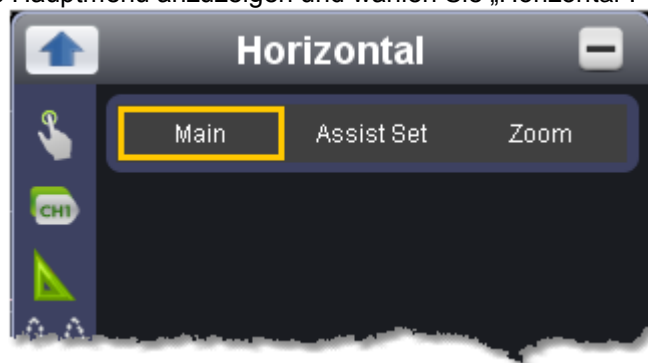 Hauptmenü anzuzeigen und wählen Sie „Horizontal“.
Horizontal
Main Assist Set Zoom
CH1